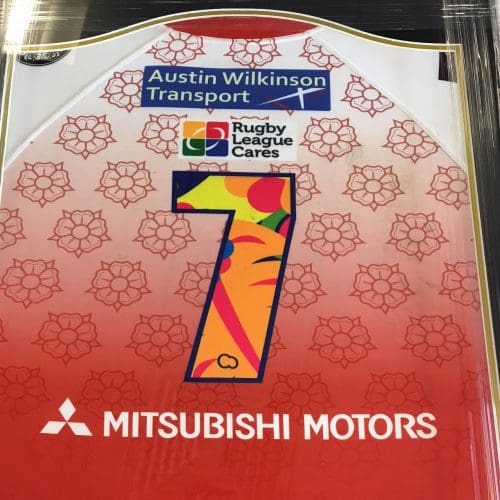 Austin Wilkinson
Transport
Rugby
League
Cares
7
MITSUBISHI MOTORS